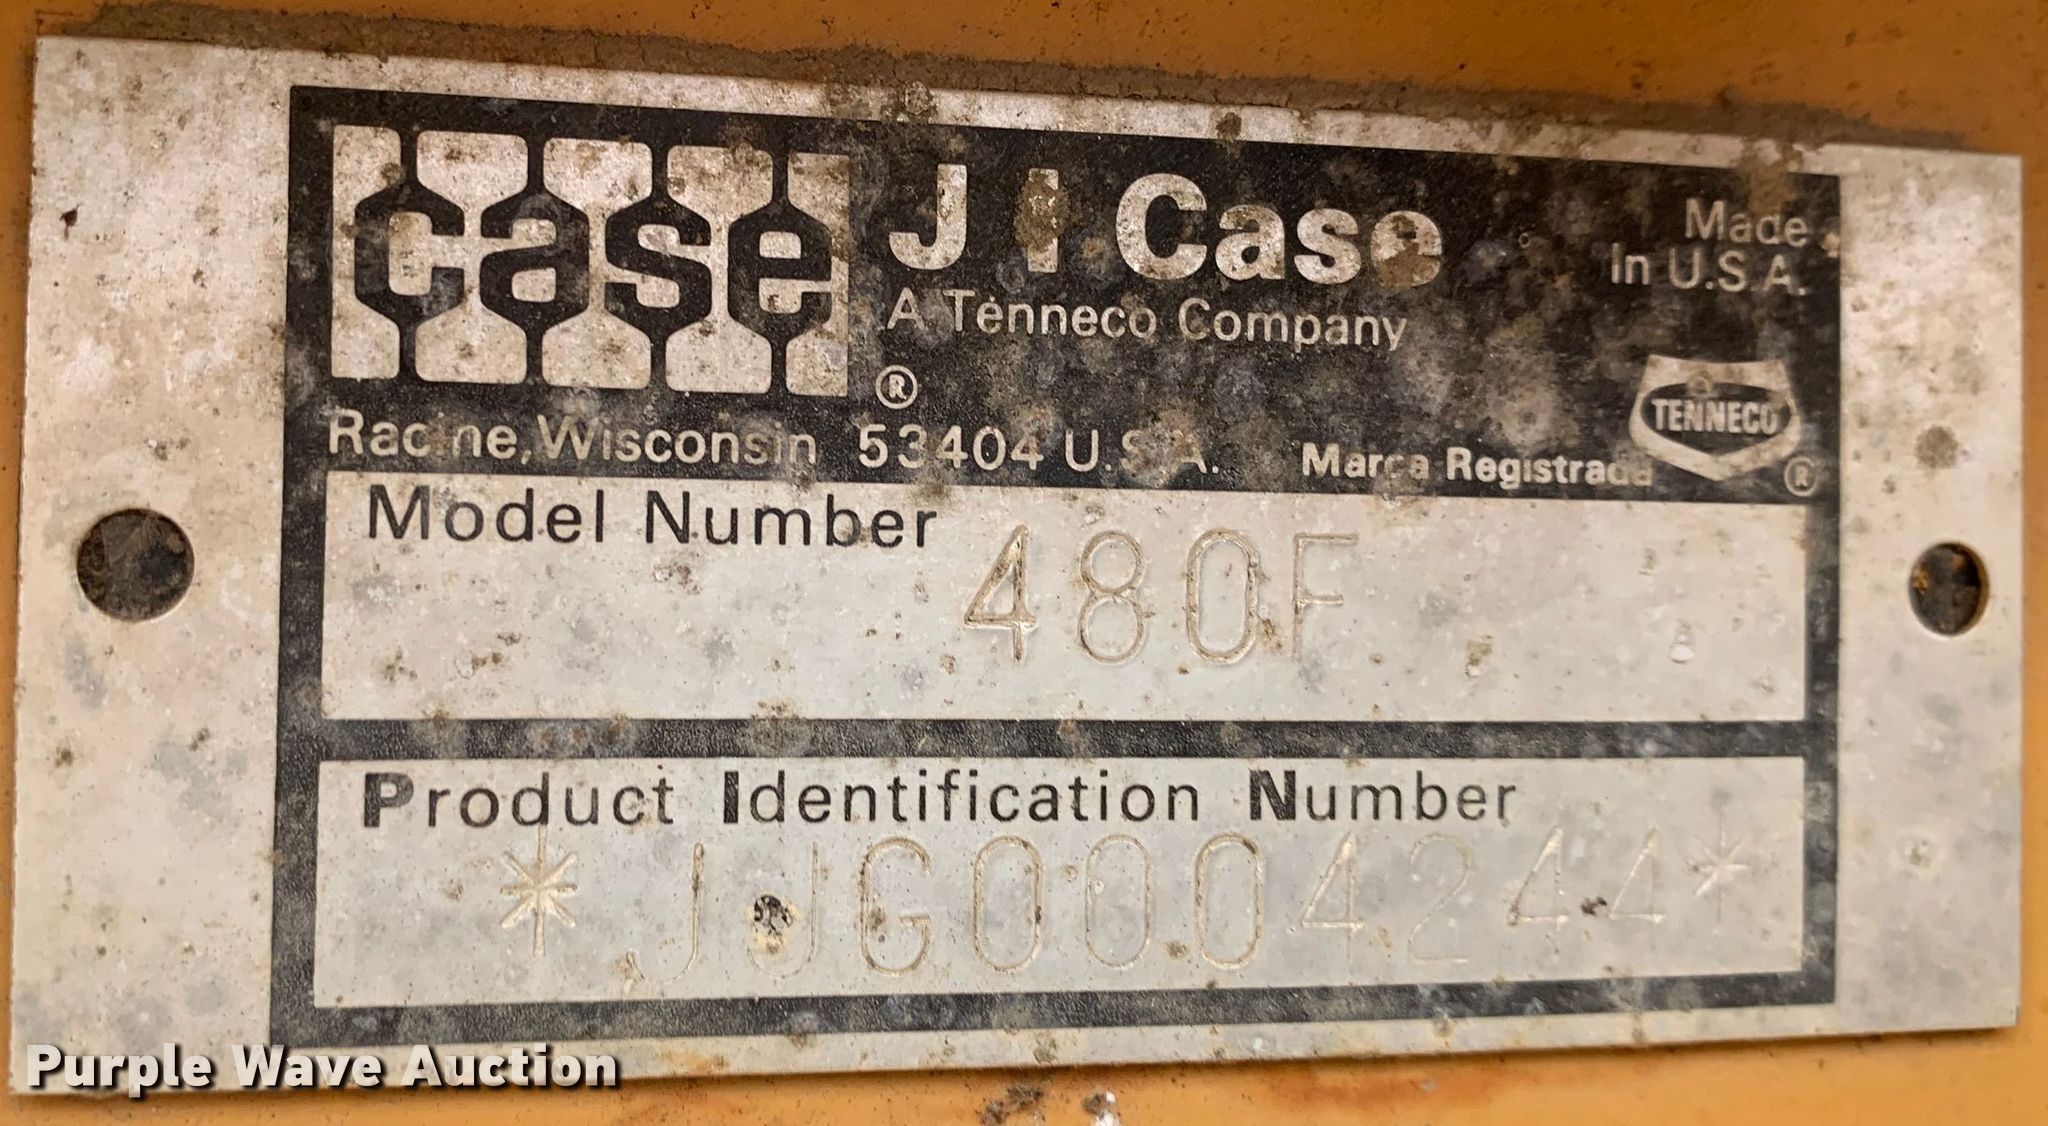 case J I Case
Made
In U.S.A.
A Tenneco Company
®
TENNECO
®
Racine, Wisconsin 53404 U.S.A. Marca Registrada
Model Number
480F
Product Identification Number
*JJG0004244*
Purple Wave Auction